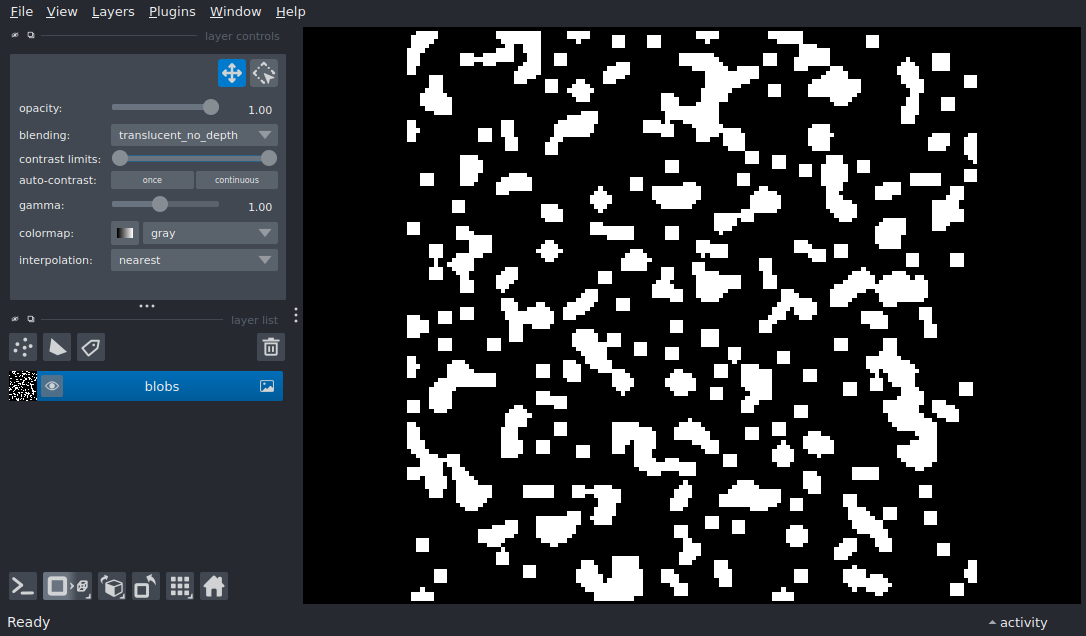 File View Layers Plugins Window Help
layer controls
opacity: 1.00
blending: translucent_no_depth
contrast limits:
auto-contrast: once continuous
gamma: 1.00
colormap: gray
interpolation: nearest
layer list
blobs
Ready activity